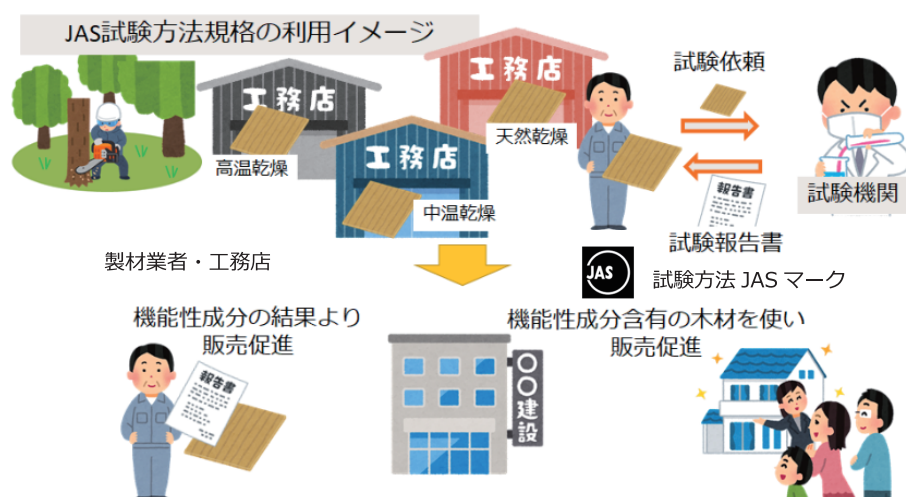 JAS試験方法規格の利用イメージ
工務店
高温乾燥
工務店
中温乾燥
工務店
天然乾燥
試験依頼
報告書
試験機関
試験報告書
製材業者・工務店
JAS
試験方法 JAS マーク
機能性成分の結果より
販売促進
報告書
〇〇建設
機能性成分含有の木材を使い
販売促進